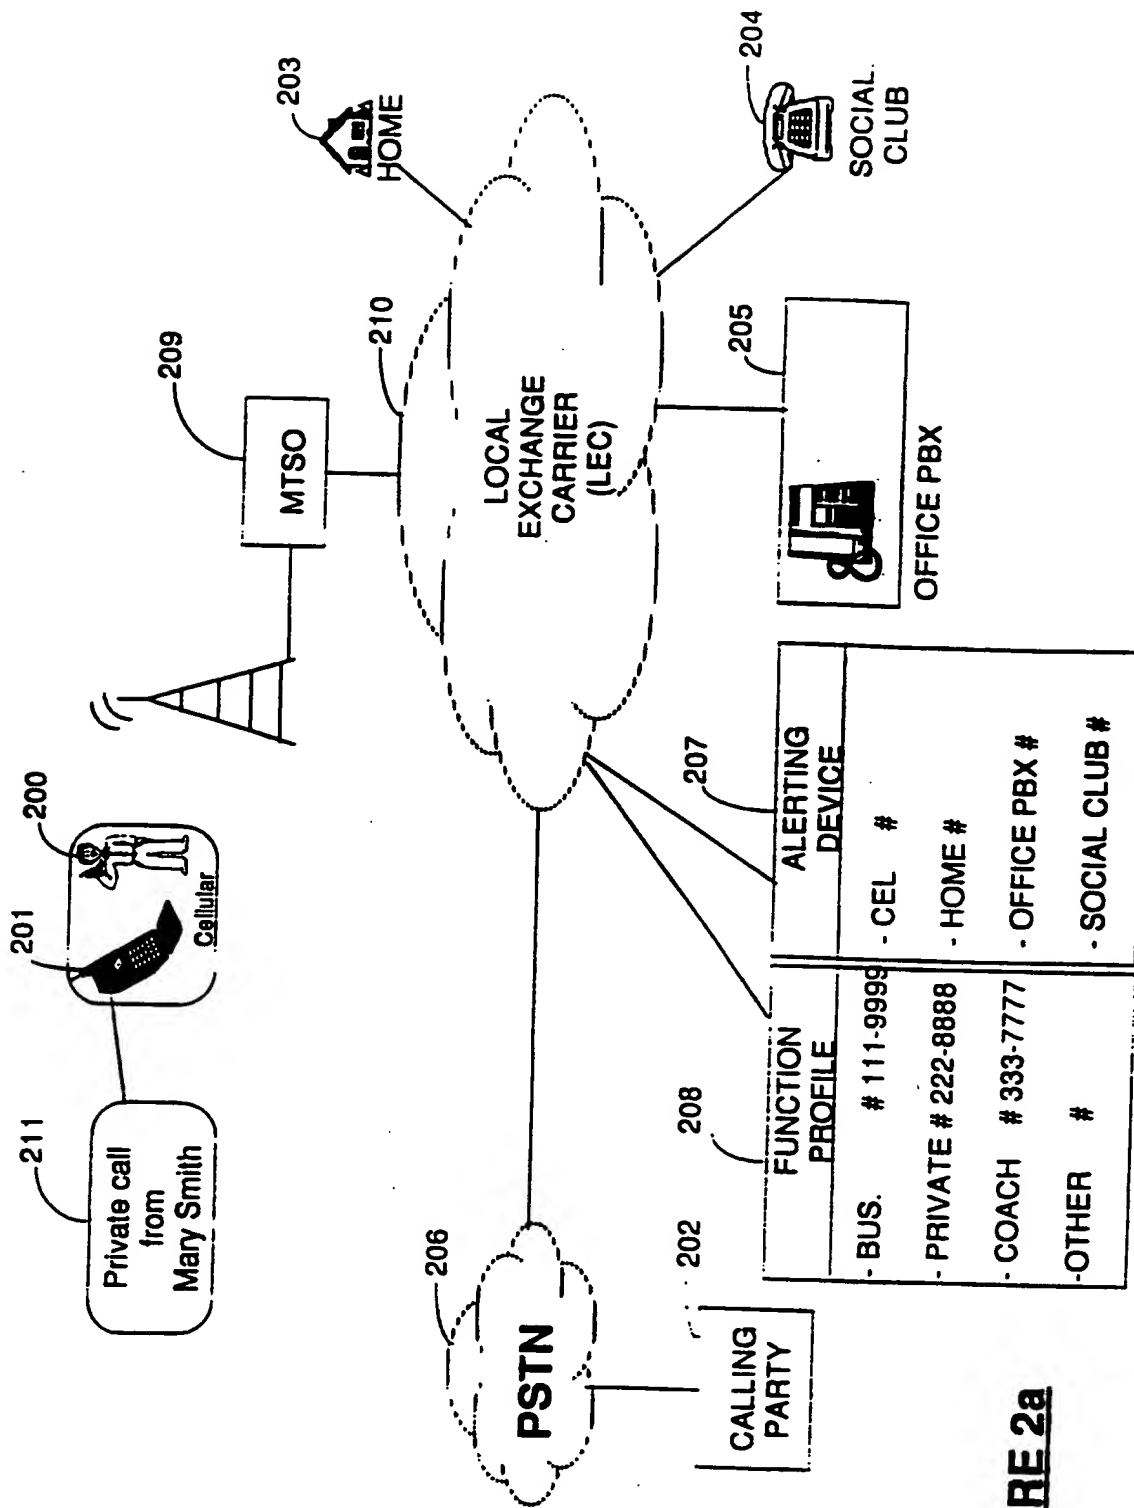 211
Private call
from
Mary Smith
201
200
Cellular
209
MTSO
203
HOME
206
PSTN
210
LOCAL
EXCHANGE
CARRIER
(LEC)
204
SOCIAL
CLUB
202
CALLING
PARTY
208
FUNCTION
PROFILE
207
ALERTING
DEVICE
- BUS. # 111-9999
- CEL #
- PRIVATE # 222-8888
- HOME #
- COACH # 333-7777
- OFFICE PBX #
-OTHER #
- SOCIAL CLUB #
205
OFFICE PBX
RE 2a